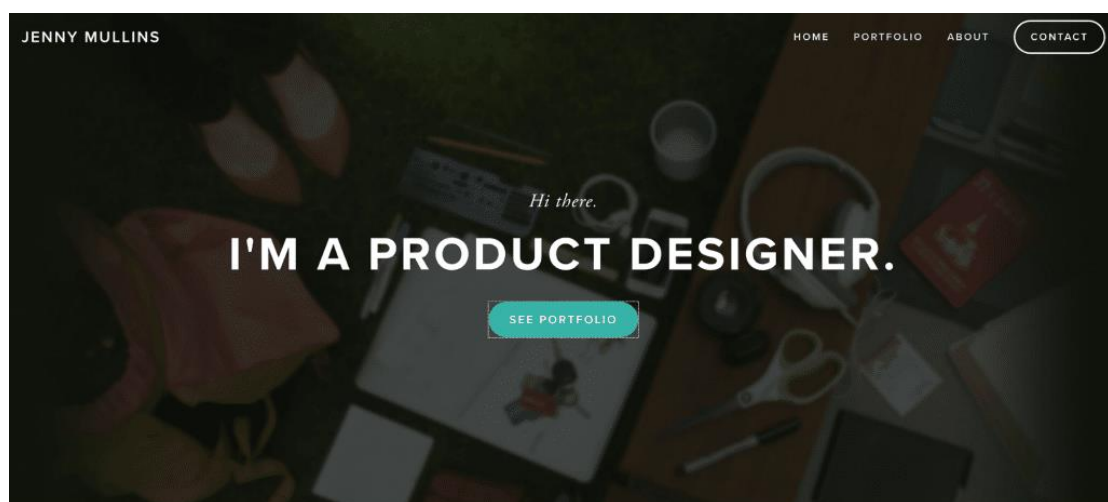 JENNY MULLINS
HOME PORTFOLIO ABOUT CONTACT
Hi there.
I'M A PRODUCT DESIGNER.
SEE PORTFOLIO